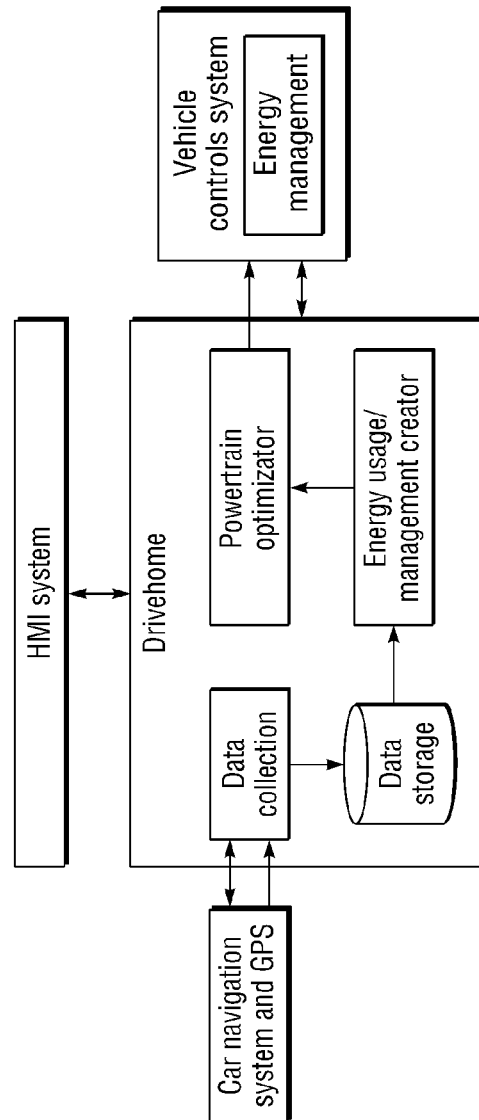 HMI system
Drivehome
Car navigation
system and GPS
Data
collection
Data
storage
Powertrain
optimizator
Energy usage/
management creator
Vehicle
controls system
Energy
management